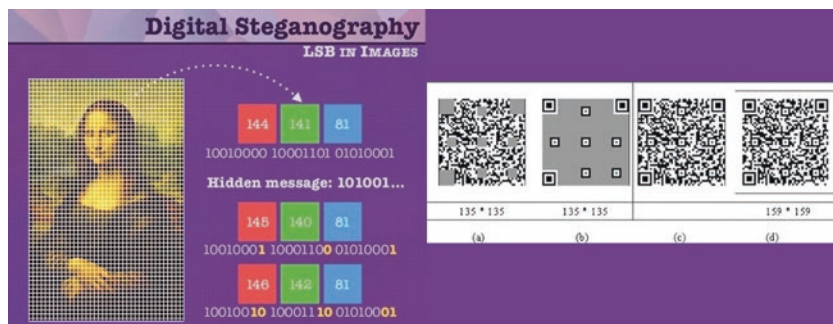 Digital Steganography
LSB IN IMAGES
144 141 81
10010000 10001101 01010001
Hidden message: 101001...
145 140 81
10010001 10001100 01010001
146 142 81
10010010 10001110 01010001
135 * 135 135 * 135 159 * 159
(a) (b) (c) (d)